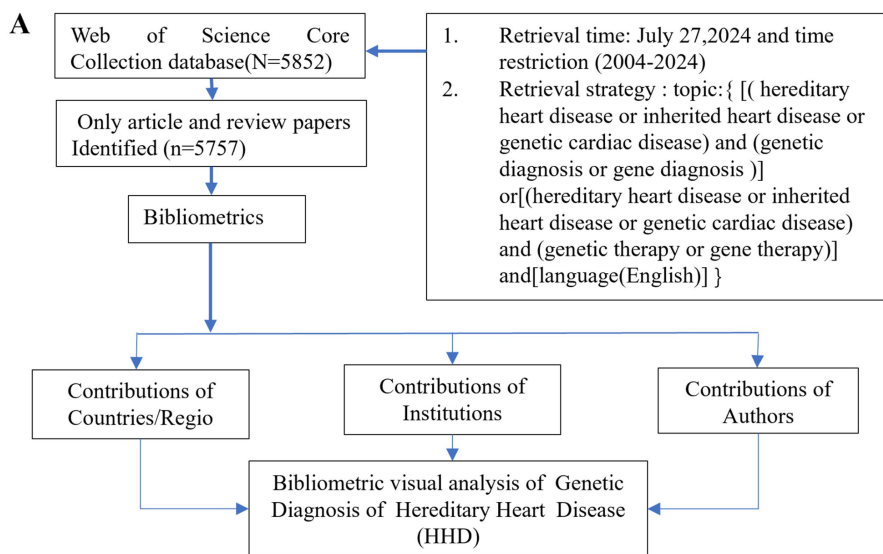 A
Web of Science Core
Collection database(N=5852)
1. Retrieval time: July 27,2024 and time
restriction (2004-2024)
2. Retrieval strategy : topic:{ [( hereditary
heart disease or inherited heart disease or
genetic cardiac disease) and (genetic
diagnosis or gene diagnosis )]
or[(hereditary heart disease or inherited
heart disease or genetic cardiac disease)
and (genetic therapy or gene therapy)]
and[language(English)] }
Only article and review papers
Identified (n=5757)
Bibliometrics
Contributions of
Countries/Regio
Contributions of
Institutions
Contributions of
Authors
Bibliometric visual analysis of Genetic
Diagnosis of Hereditary Heart Disease
(HHD)